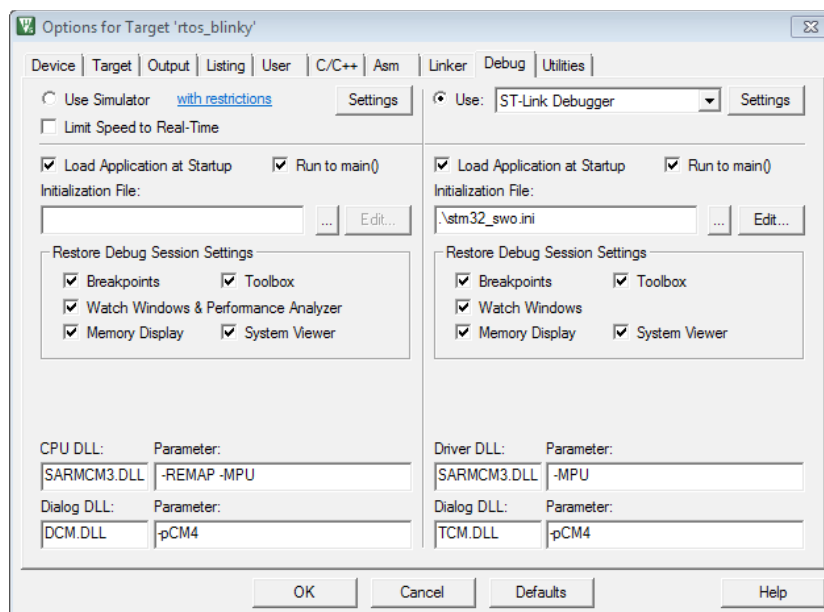 Options for Target 'rtos_blinky'
Device Target Output Listing User C/C++ Asm Linker Debug Utilities
Use Simulator with restrictions Settings
Limit Speed to Real-Time
Load Application at Startup Run to main()
Initialization File:
... Edit...
Restore Debug Session Settings
Breakpoints Toolbox
Watch Windows & Performance Analyzer
Memory Display System Viewer
CPU DLL: Parameter:
SARMCM3.DLL -REMAP -MPU
Dialog DLL: Parameter:
DCM.DLL -pCM4
Use: ST-Link Debugger Settings
Load Application at Startup Run to main()
Initialization File:
.\stm32_swo.ini ... Edit...
Restore Debug Session Settings
Breakpoints Toolbox
Watch Windows
Memory Display System Viewer
Driver DLL: Parameter:
SARMCM3.DLL -MPU
Dialog DLL: Parameter:
TCM.DLL -pCM4
OK Cancel Defaults Help